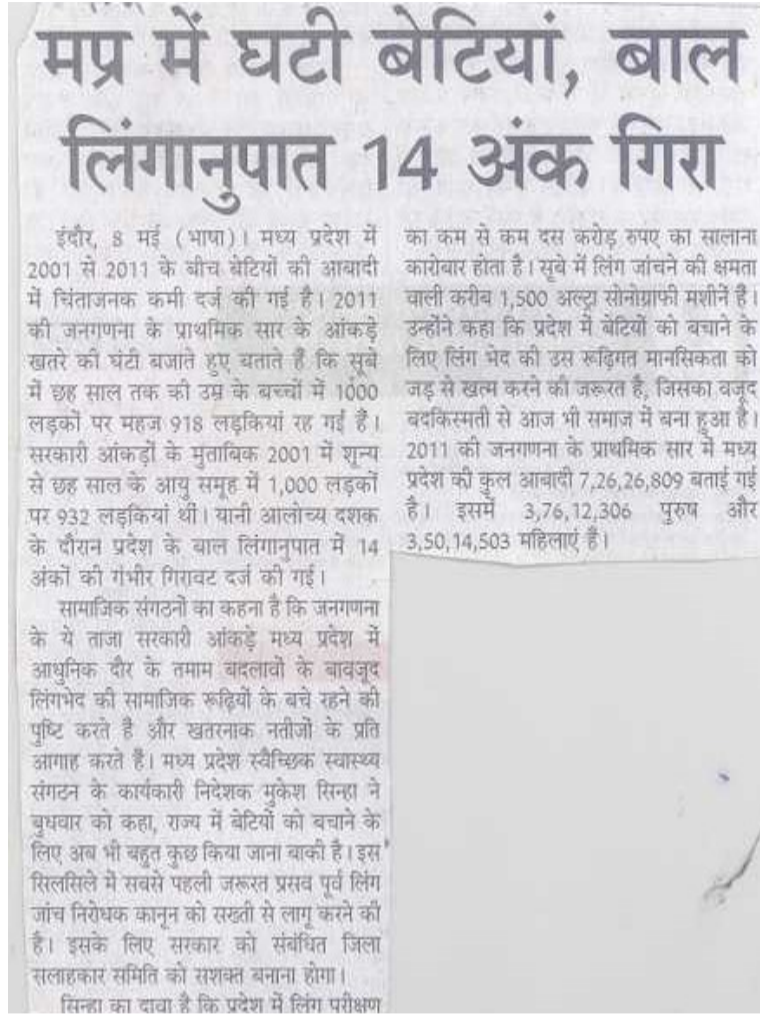 मप्र में घटी बेटियां, बाल
लिंगानुपात 14 अंक गिरा
इंदौर, 8 मई (भाषा)। मध्य प्रदेश में
2001 से 2011 के बीच बेटियों की आबादी
में चिंताजनक कमी दर्ज की गई है। 2011
की जनगणना के प्राथमिक सार के आंकड़े
खतरे की घंटी बजाते हुए बताते हैं कि सूबे
में छह साल तक की उम्र के बच्चों में 1000
लड़कों पर महज 918 लड़कियां रह गई हैं।
सरकारी आंकड़ों के मुताबिक 2001 में शून्य
से छह साल के आयु समूह में 1,000 लड़कों
पर 932 लड़कियां थीं। यानी आलोच्य दशक
के दौरान प्रदेश के बाल लिंगानुपात में 14
अंकों की गंभीर गिरावट दर्ज की गई।
सामाजिक संगठनों का कहना है कि जनगणना
के ये ताजा सरकारी आंकड़े मध्य प्रदेश में
आधुनिक दौर के तमाम बदलावों के बावजूद
लिंगभेद की सामाजिक रूढ़ियों के बचे रहने की
पुष्टि करते हैं और खतरनाक नतीजों के प्रति
आगाह करते हैं। मध्य प्रदेश स्वैच्छिक स्वास्थ्य
संगठन के कार्यकारी निदेशक मुकेश सिन्हा ने
बुधवार को कहा, राज्य में बेटियों को बचाने के
लिए अब भी बहुत कुछ किया जाना बाकी है। इस
सिलसिले में सबसे पहली जरूरत प्रसव पूर्व लिंग
जांच निरोधक कानून को सख्ती से लागू करने की
है। इसके लिए सरकार को संबंधित जिला
सलाहकार समिति को सशक्त बनाना होगा।
सिन्हा का दावा है कि प्रदेश में लिंग परीक्षण
का कम से कम दस करोड़ रुपए का सालाना
कारोबार होता है। सूबे में लिंग जांचने की क्षमता
वाली करीब 1,500 अल्ट्रा सोनोग्राफी मशीनें हैं।
उन्होंने कहा कि प्रदेश में बेटियों को बचाने के
लिए लिंग भेद की उस रूढ़िगत मानसिकता को
जड़ से खत्म करने की जरूरत है, जिसका वजूद
बदकिस्मती से आज भी समाज में बना हुआ है।
2011 की जनगणना के प्राथमिक सार में मध्य
प्रदेश की कुल आबादी 7,26,26,809 बताई गई
है। इसमें 3,76,12,306 पुरुष और
3,50,14,503 महिलाएं हैं।